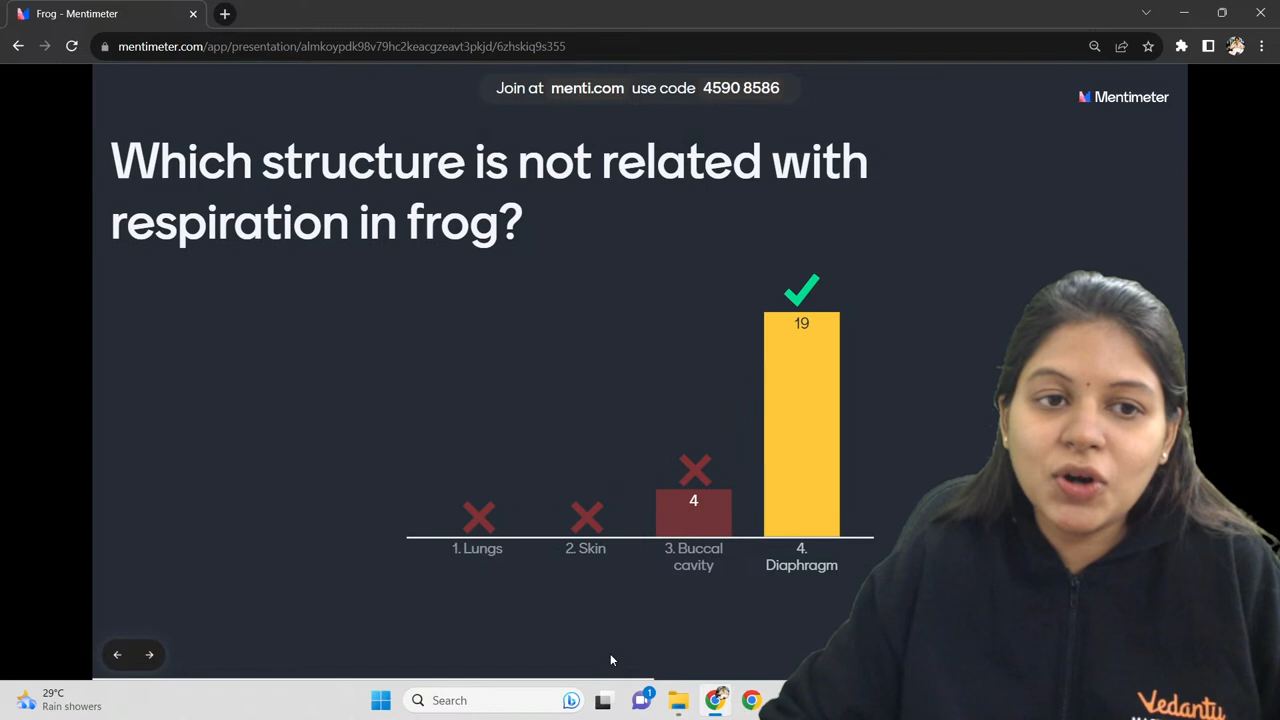 Frog - Mentimeter
mentimeter.com/app/presentation/almkoypdk98v79hc2keacgzeavt3pkjd/6zhskiq9s355
Join at menti.com use code 4590 8586
Mentimeter
Which structure is not related with
respiration in frog?
19
4
1. Lungs
2. Skin
3. Buccal
cavity
4.
Diaphragm
29°C
Rain showers
Search
1
Vedantu